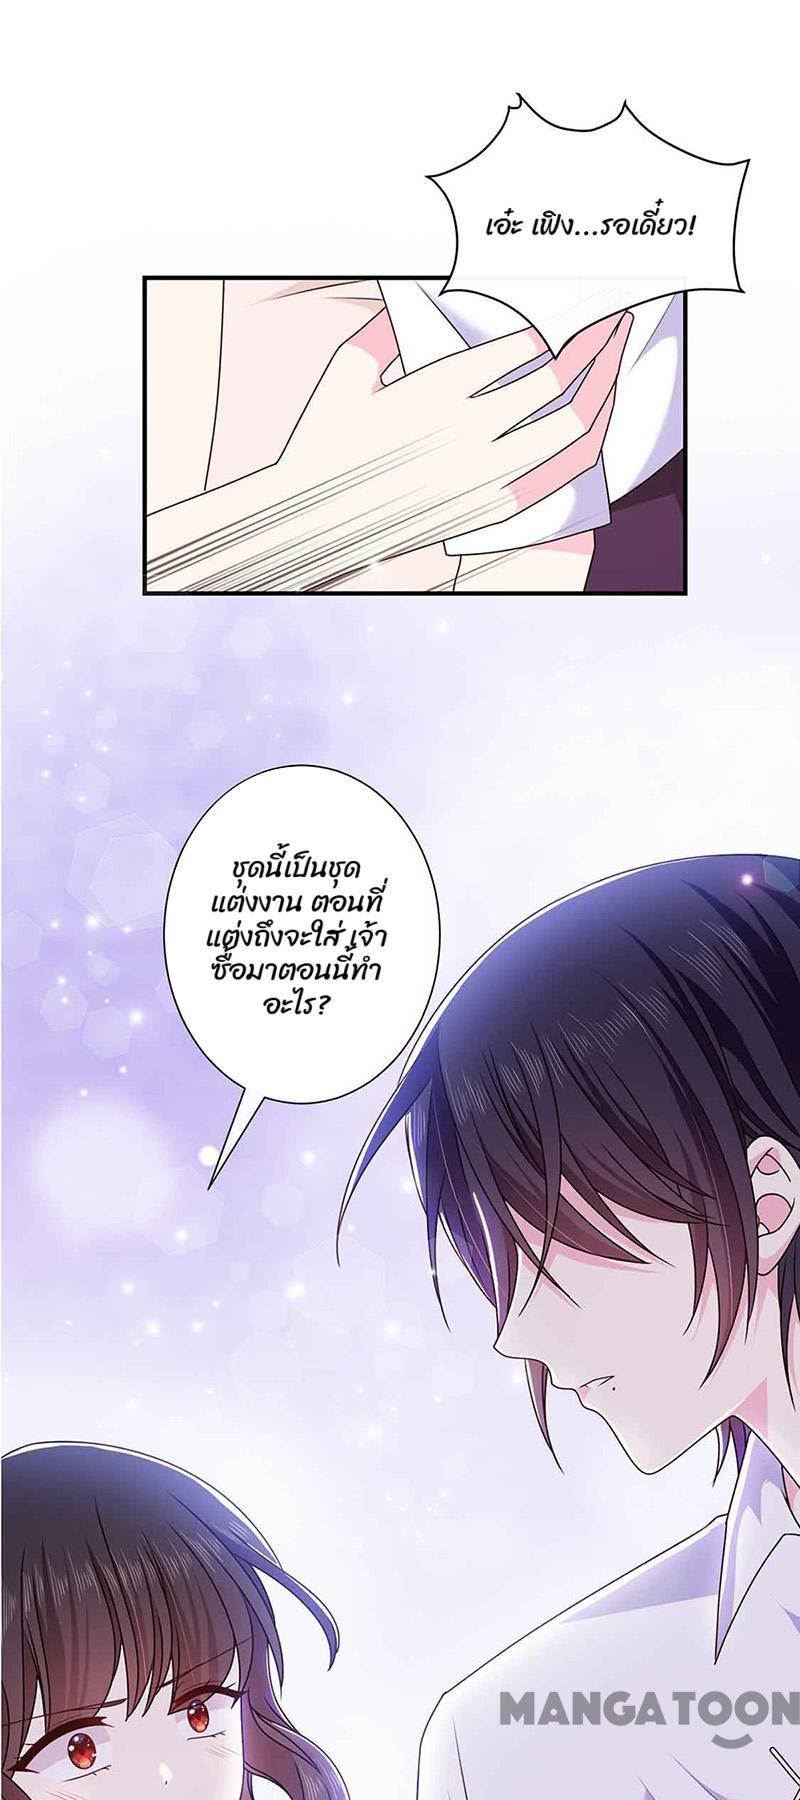 เอ๋ะ เฟิง...รอเดี๋ยว!
ชุดนี้เป็นชุด
แต่งงาน ตอนที่
แต่งถึงจะใส่ เจ้า
ซื้อมาตอนนี้ทำ
อะไร?
MANGATOON